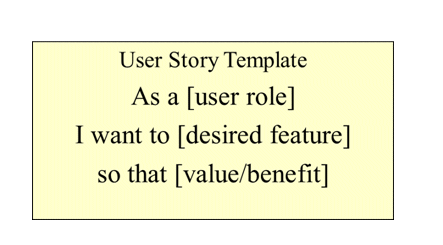 User Story Template
As a [user role]
I want to [desired feature]
so that [value/benefit]